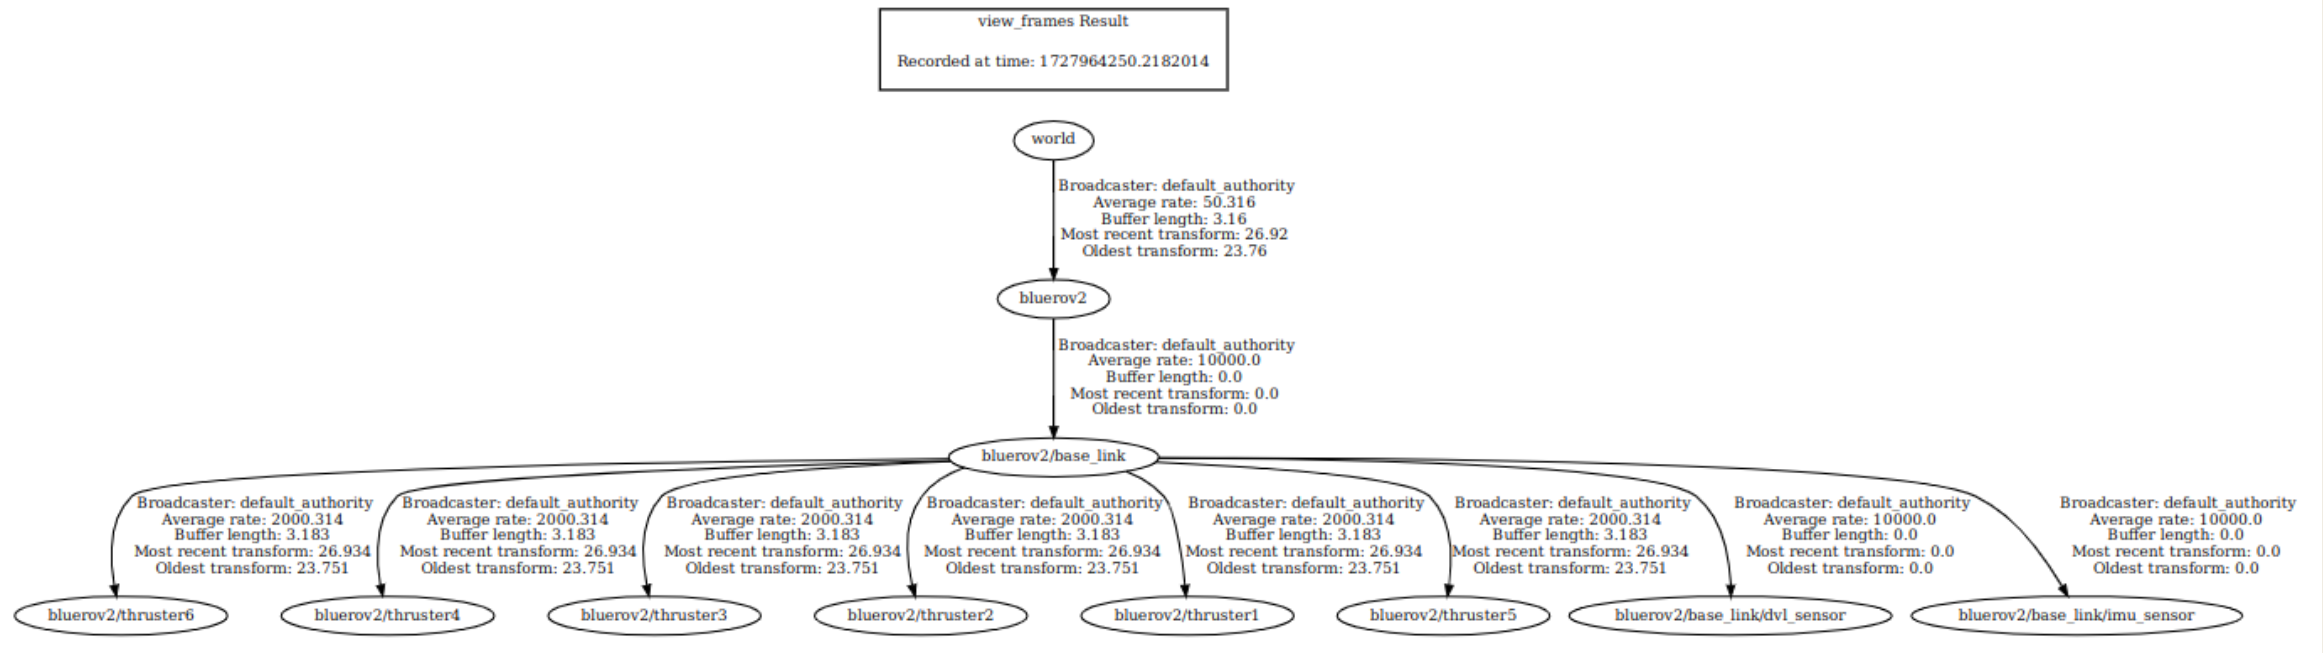 view_frames Result
Recorded at time: 1727964250.2182014
world
Broadcaster: default_authority
Average rate: 50.316
Buffer length: 3.16
Most recent transform: 26.92
Oldest transform: 23.76
bluerov2
Broadcaster: default_authority
Average rate: 10000.0
Buffer length: 0.0
Most recent transform: 0.0
Oldest transform: 0.0
bluerov2/base_link
Broadcaster: default_authority
Average rate: 2000.314
Buffer length: 3.183
Most recent transform: 26.934
Oldest transform: 23.751
Broadcaster: default_authority
Average rate: 2000.314
Buffer length: 3.183
Most recent transform: 26.934
Oldest transform: 23.751
Broadcaster: default_authority
Average rate: 2000.314
Buffer length: 3.183
Most recent transform: 26.934
Oldest transform: 23.751
Broadcaster: default_authority
Average rate: 2000.314
Buffer length: 3.183
Most recent transform: 26.934
Oldest transform: 23.751
Broadcaster: default_authority
Average rate: 2000.314
Buffer length: 3.183
Most recent transform: 26.934
Oldest transform: 23.751
Broadcaster: default_authority
Average rate: 2000.314
Buffer length: 3.183
Most recent transform: 26.934
Oldest transform: 23.751
Broadcaster: default_authority
Average rate: 10000.0
Buffer length: 0.0
Most recent transform: 0.0
Oldest transform: 0.0
Broadcaster: default_authority
Average rate: 10000.0
Buffer length: 0.0
Most recent transform: 0.0
Oldest transform: 0.0
bluerov2/thruster6
bluerov2/thruster4
bluerov2/thruster3
bluerov2/thruster2
bluerov2/thruster1
bluerov2/thruster5
bluerov2/base_link/dvl_sensor
bluerov2/base_link/imu_sensor